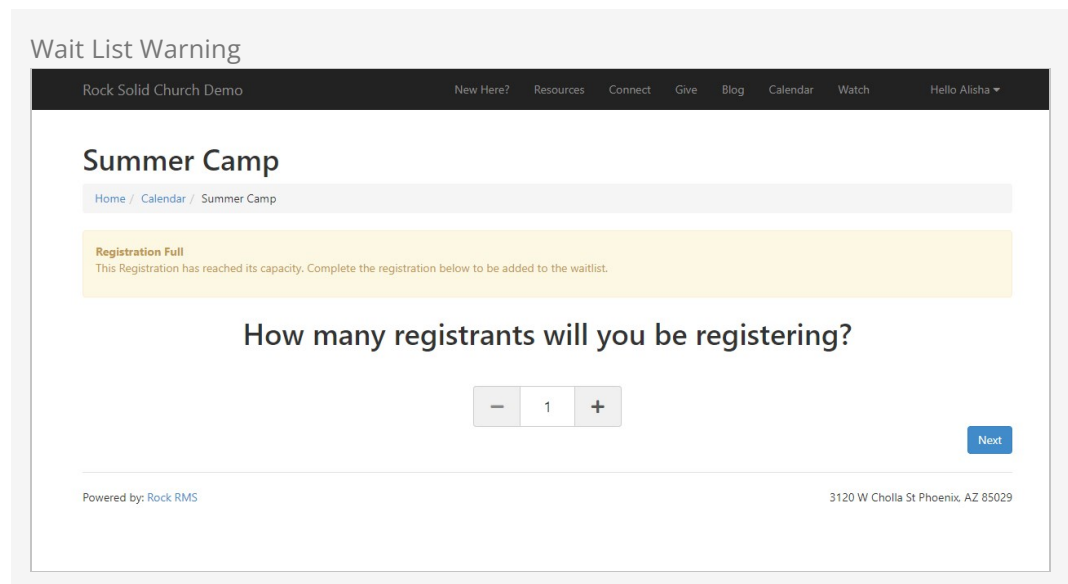 Wait List Warning
Rock Solid Church Demo New Here? Resources Connect Give Blog Calendar Watch Hello Alisha
Summer Camp
Home / Calendar / Summer Camp
Registration Full
This Registration has reached its capacity. Complete the registration below to be added to the waitlist.
How many registrants will you be registering?
− 1 +
Next
Powered by: Rock RMS 3120 W Cholla St Phoenix, AZ 85029